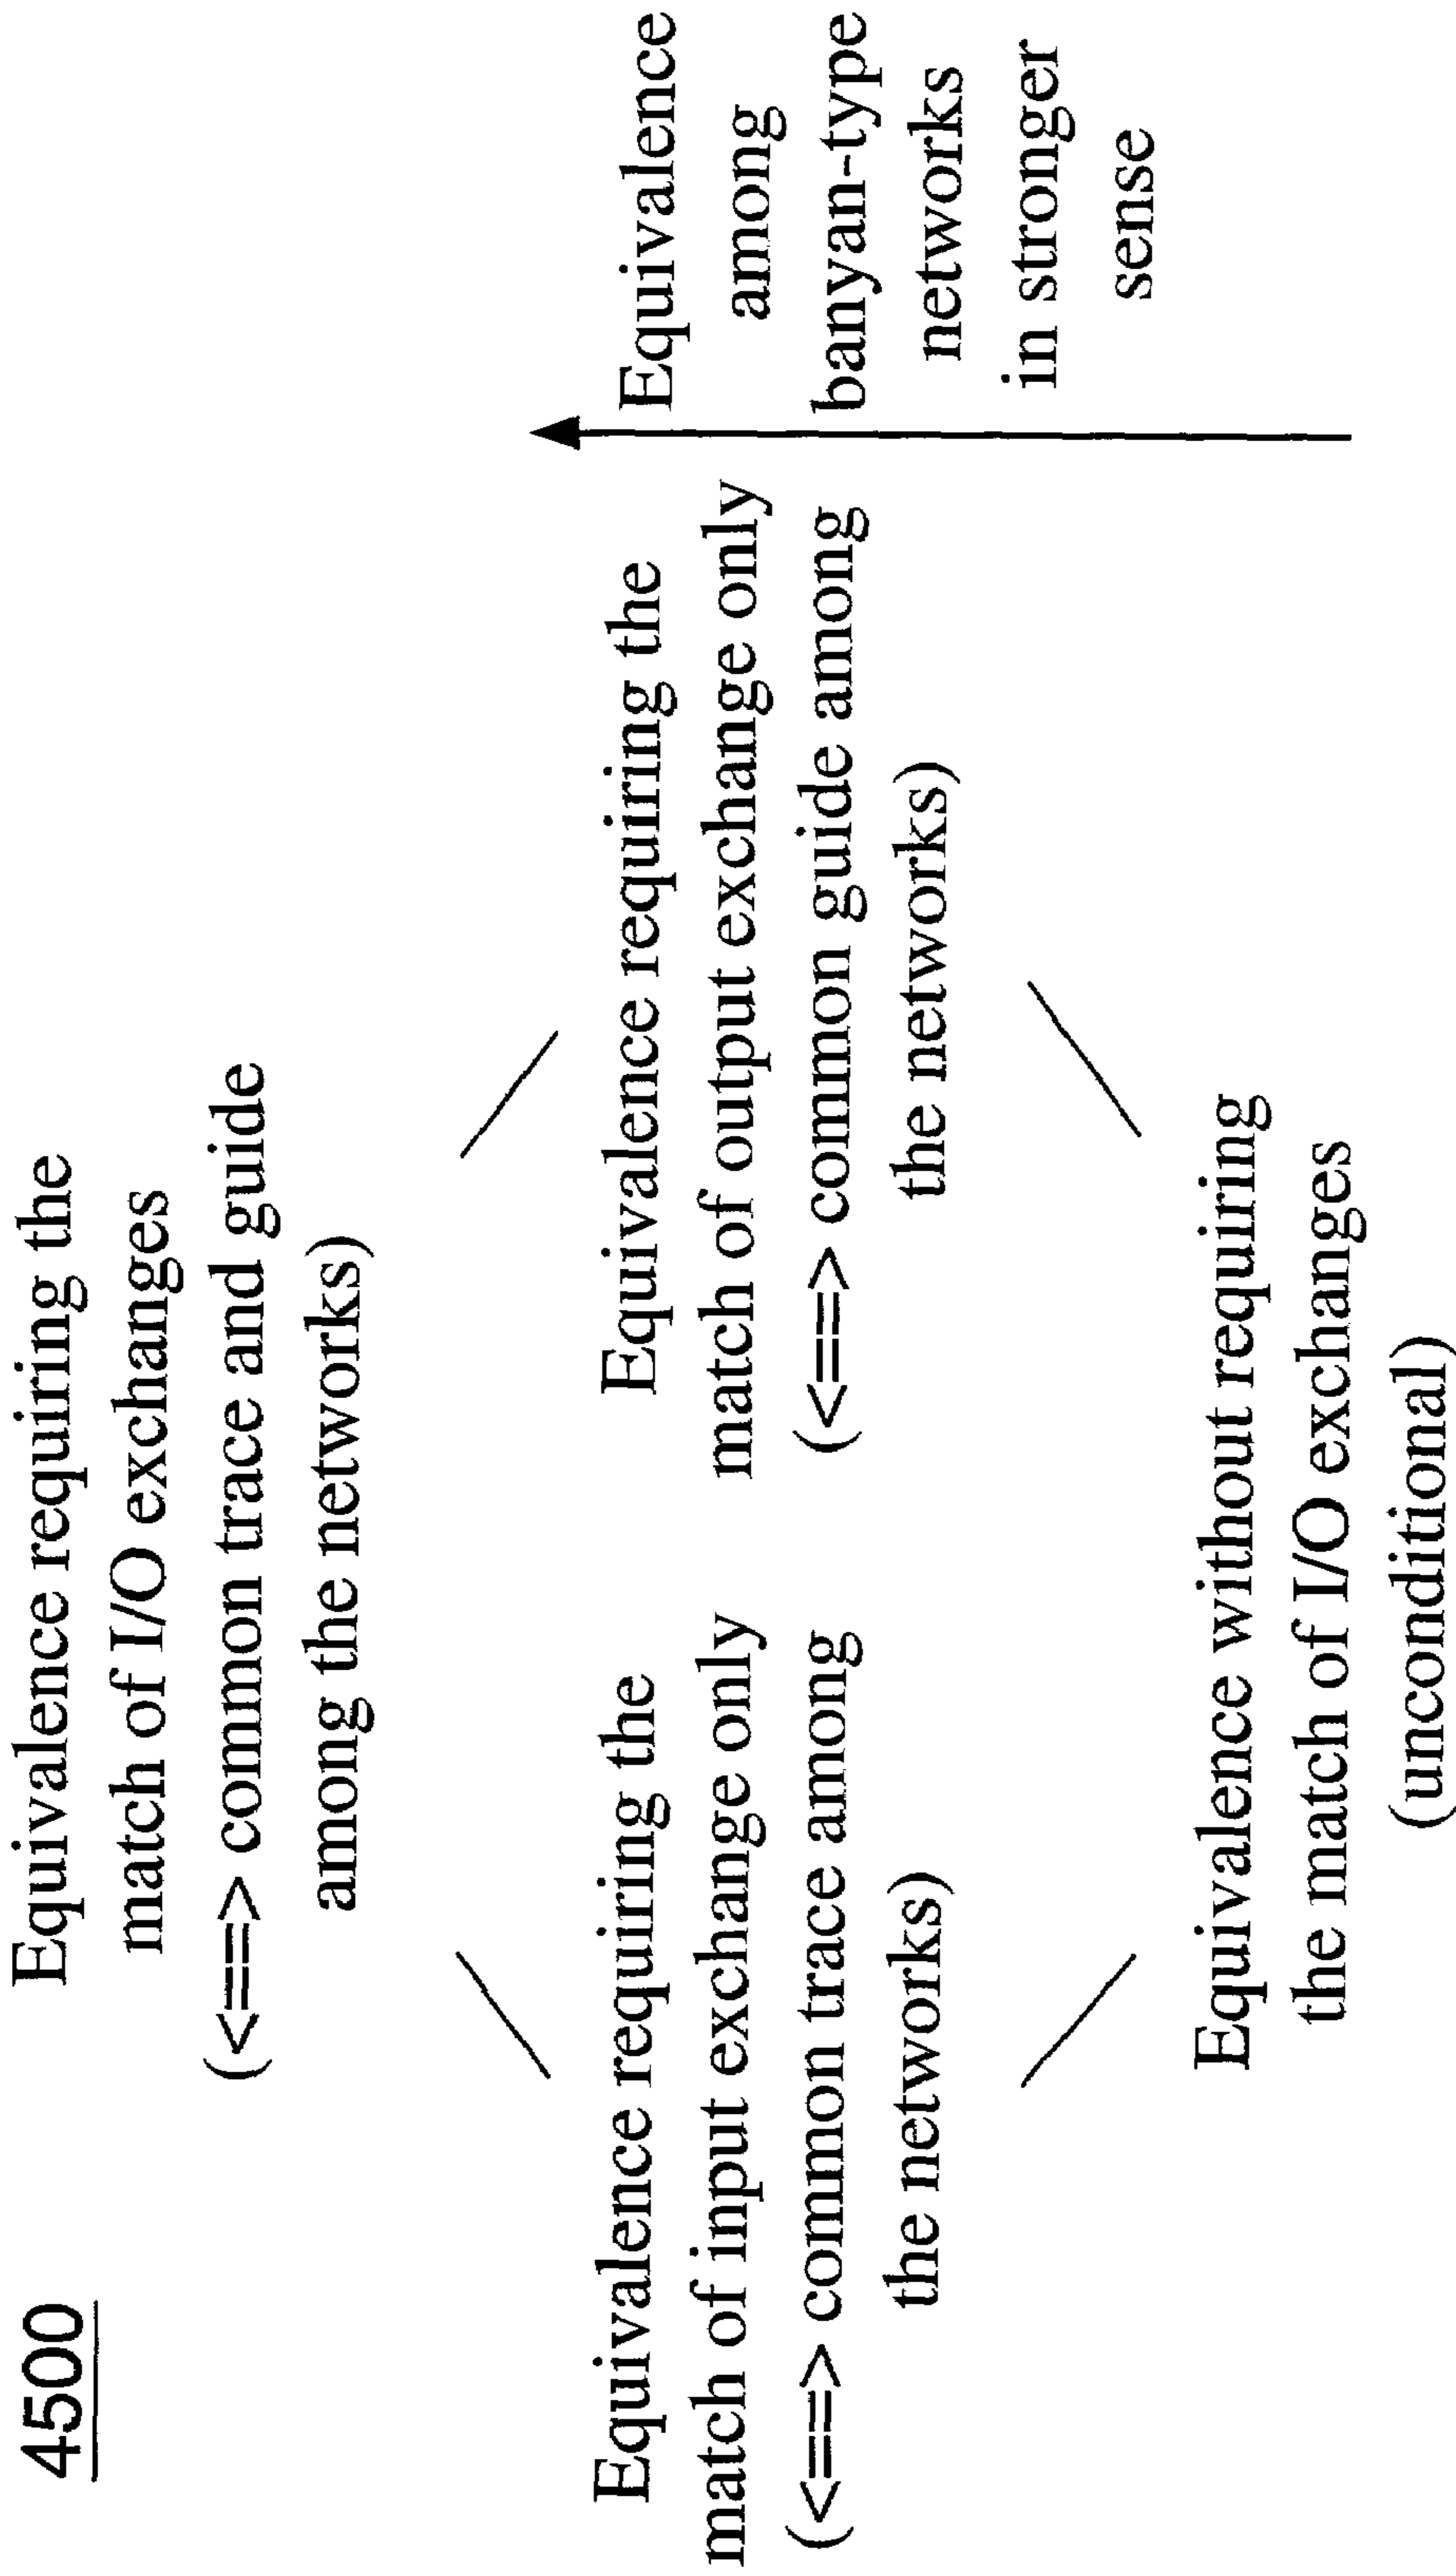 4500
Equivalence requiring the
match of I/O exchanges
(<==> common trace and guide
among the networks)
Equivalence requiring the
match of input exchange only
(<==> common trace among
the networks)
Equivalence requiring the
match of output exchange only
(<==> common guide among
the networks)
Equivalence without requiring
the match of I/O exchanges
(unconditional)
Equivalence
among
banyan-type
networks
in stronger
sense